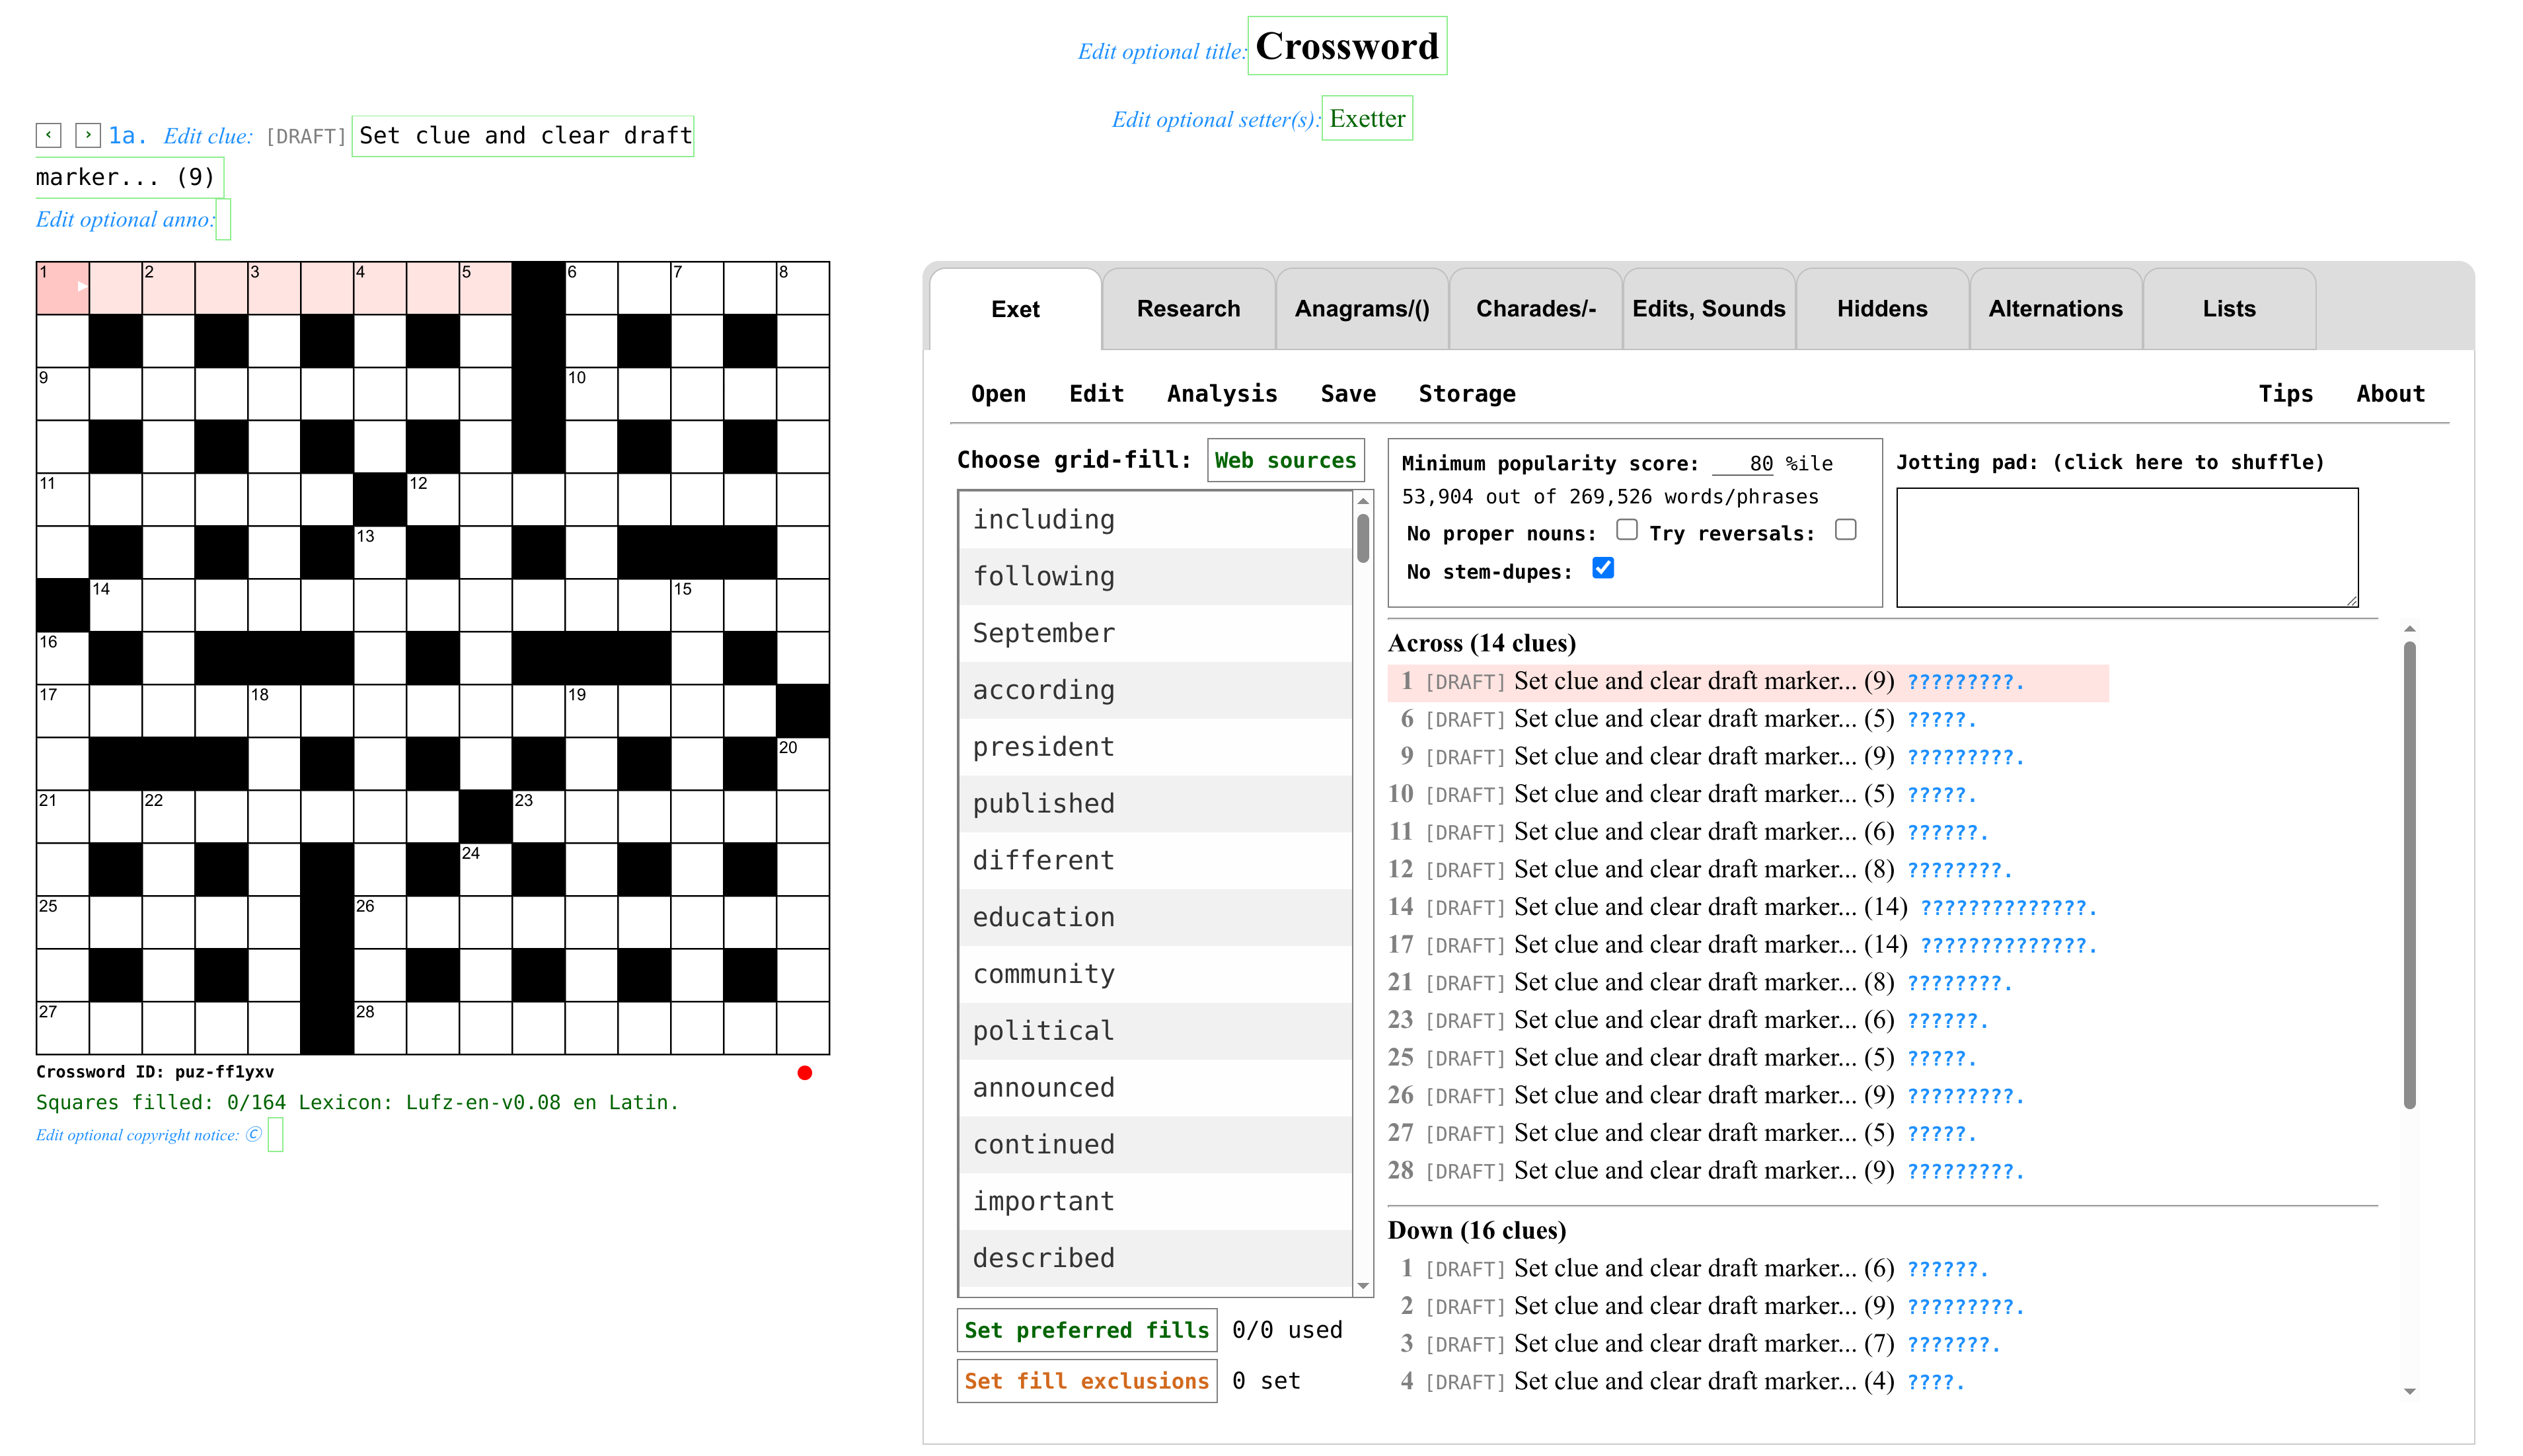 Edit optional title: Crossword
Edit optional setter(s): Exetter
‹ › 1a. Edit clue: [DRAFT] Set clue and clear draft
marker... (9)
Edit optional anno:
1 2 3 4 5 6 7 8
9 10
11 12
13
14 15
16
17 18 19
20
21 22 23
24
25 26
27 28
Crossword ID: puz-ff1yxv
Squares filled: 0/164 Lexicon: Lufz-en-v0.08 en Latin.
Edit optional copyright notice: ©
Exet Research Anagrams/() Charades/- Edits, Sounds Hiddens Alternations Lists
Open Edit Analysis Save Storage Tips About
Choose grid-fill: Web sources
including
following
September
according
president
published
different
education
community
political
announced
continued
important
described
Set preferred fills 0/0 used
Set fill exclusions 0 set
Minimum popularity score: 80 %ile
53,904 out of 269,526 words/phrases
No proper nouns: Try reversals:
No stem-dupes:
Jotting pad: (click here to shuffle)
Across (14 clues)
1 [DRAFT] Set clue and clear draft marker... (9) ?????????.
6 [DRAFT] Set clue and clear draft marker... (5) ?????.
9 [DRAFT] Set clue and clear draft marker... (9) ?????????.
10 [DRAFT] Set clue and clear draft marker... (5) ?????.
11 [DRAFT] Set clue and clear draft marker... (6) ??????.
12 [DRAFT] Set clue and clear draft marker... (8) ????????.
14 [DRAFT] Set clue and clear draft marker... (14) ??????????????.
17 [DRAFT] Set clue and clear draft marker... (14) ??????????????.
21 [DRAFT] Set clue and clear draft marker... (8) ????????.
23 [DRAFT] Set clue and clear draft marker... (6) ??????.
25 [DRAFT] Set clue and clear draft marker... (5) ?????.
26 [DRAFT] Set clue and clear draft marker... (9) ?????????.
27 [DRAFT] Set clue and clear draft marker... (5) ?????.
28 [DRAFT] Set clue and clear draft marker... (9) ?????????.
Down (16 clues)
1 [DRAFT] Set clue and clear draft marker... (6) ??????.
2 [DRAFT] Set clue and clear draft marker... (9) ?????????.
3 [DRAFT] Set clue and clear draft marker... (7) ???????.
4 [DRAFT] Set clue and clear draft marker... (4) ????.